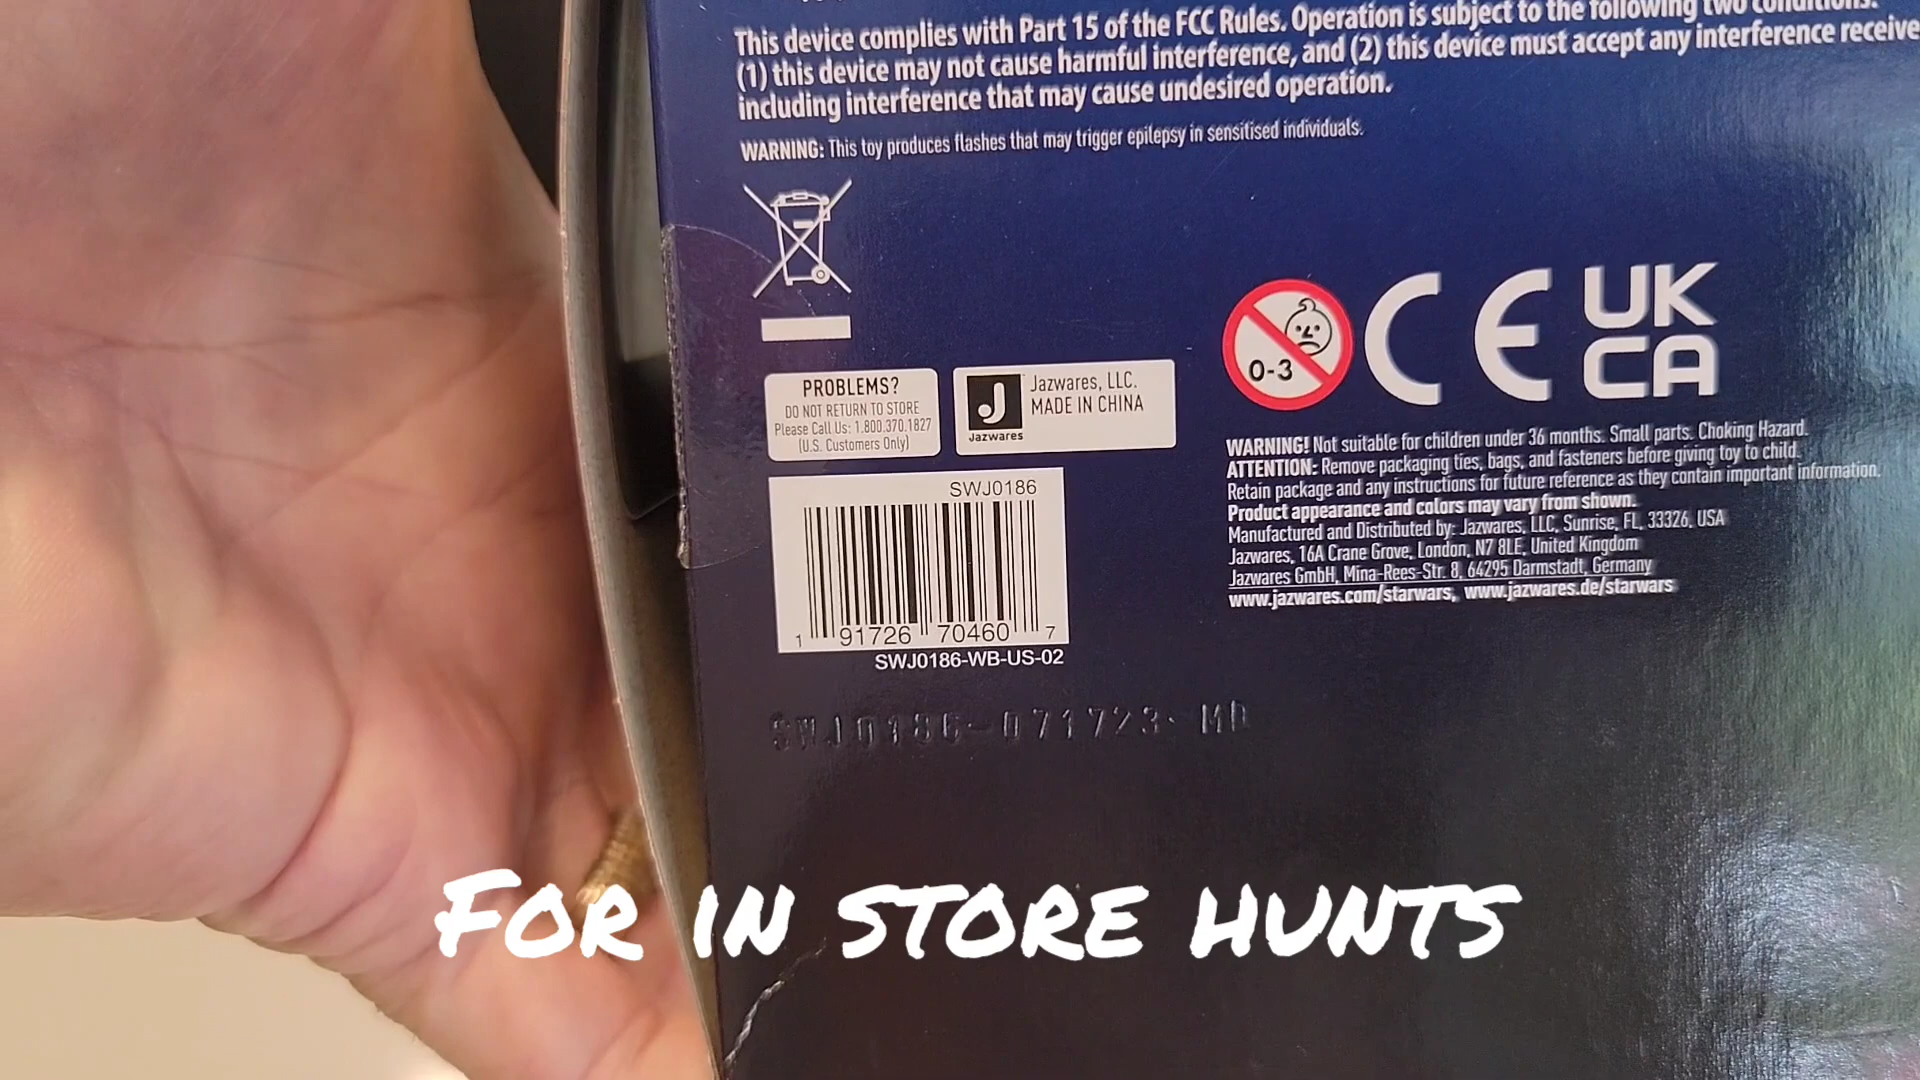 This device complies with Part 15 of the FCC Rules. Operation is subject to the following two conditions:
(1) this device may not cause harmful interference, and (2) this device must accept any interference receive
including interference that may cause undesired operation.
WARNING: This toy produces flashes that may trigger epilepsy in sensitised individuals.
PROBLEMS?
DO NOT RETURN TO STORE
Please Call Us: 1.800.370.1827
(U.S. Customers Only)
Jazwares, LLC.
MADE IN CHINA
Jazwares
0-3
CE
UK
CA
WARNING! Not suitable for children under 36 months. Small parts. Choking Hazard.
ATTENTION: Remove packaging ties, bags, and fasteners before giving toy to child.
Retain package and any instructions for future reference as they contain important information.
Product appearance and colors may vary from shown.
Manufactured and Distributed by: Jazwares, LLC, Sunrise, FL, 33326, USA
Jazwares, 16A Crane Grove, London, N7 8LE, United Kingdom
Jazwares GmbH, Mina-Rees-Str. 8, 64295 Darmstadt, Germany
www.jazwares.com/starwars, www.jazwares.de/starwars
SWJ0186
1 91726 70460 7
SWJ0186-WB-US-02
SWJ0186-071723-MD
FOR IN STORE HUNTS